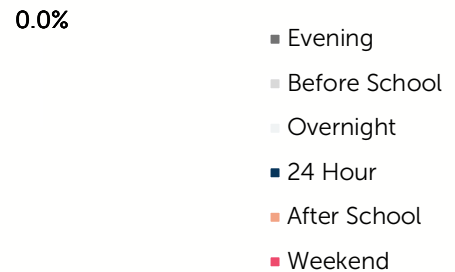 0.0%
Evening
Before School
Overnight
24 Hour
After School
Weekend